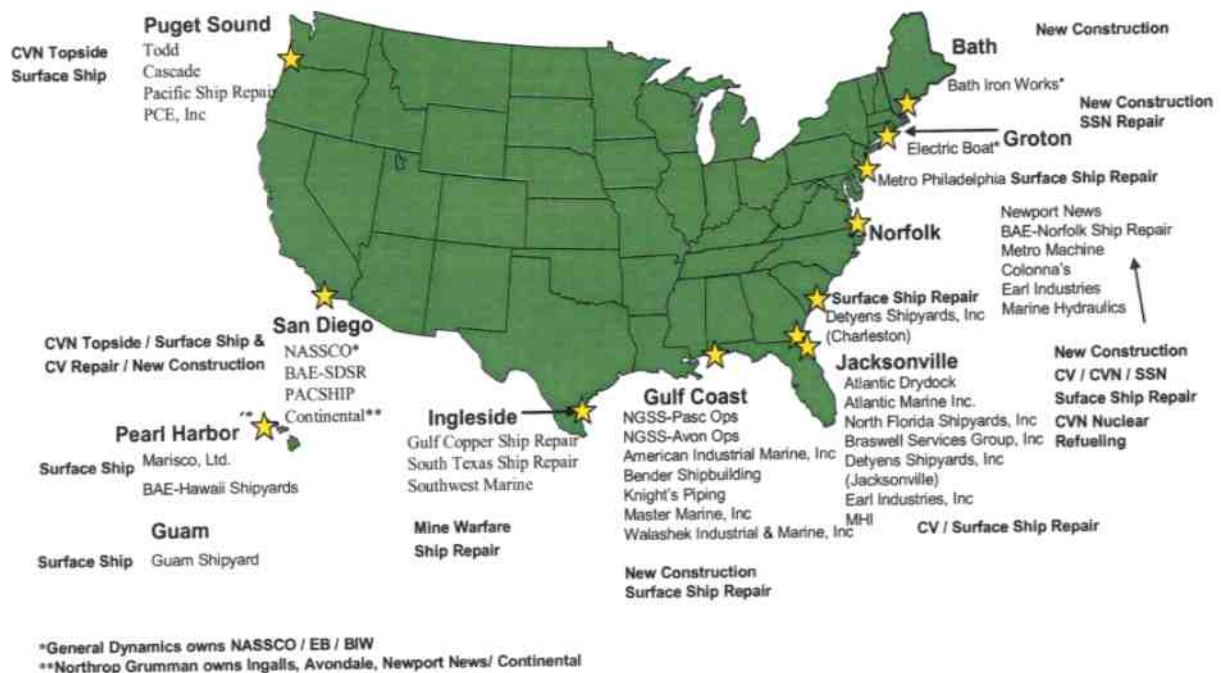 Puget Sound
Todd
Cascade
Pacific Ship Repair
PCE, Inc
CVN Topside
Surface Ship
New Construction
Bath
Bath Iron Works*
New Construction
SSN Repair
Groton
Electric Boat*
Metro Philadelphia Surface Ship Repair
Norfolk
Newport News
BAE-Norfolk Ship Repair
Metro Machine
Colonna's
Earl Industries
Marine Hydraulics
New Construction
CV / CVN / SSN
Suface Ship Repair
CVN Nuclear
Refueling
Surface Ship Repair
Detyens Shipyards, Inc
(Charleston)
Jacksonville
Atlantic Drydock
Atlantic Marine Inc.
North Florida Shipyards, Inc
Braswell Services Group, Inc
Detyens Shipyards, Inc
(Jacksonville)
Earl Industries, Inc
MHI
CV / Surface Ship Repair
San Diego
NASSCO*
BAE-SDSR
PACSHIP
Continental**
CVN Topside / Surface Ship &
CV Repair / New Construction
Pearl Harbor
Surface Ship
Marisco, Ltd.
BAE-Hawaii Shipyards
Guam
Surface Ship Guam Shipyard
Ingleside
Gulf Copper Ship Repair
South Texas Ship Repair
Southwest Marine
Mine Warfare
Ship Repair
Gulf Coast
NGSS-Pasc Ops
NGSS-Avon Ops
American Industrial Marine, Inc
Bender Shipbuilding
Knight's Piping
Master Marine, Inc
Walashek Industrial & Marine, Inc
New Construction
Surface Ship Repair
*General Dynamics owns NASSCO / EB / BIW
**Northrop Grumman owns Ingalls, Avondale, Newport News/ Continental